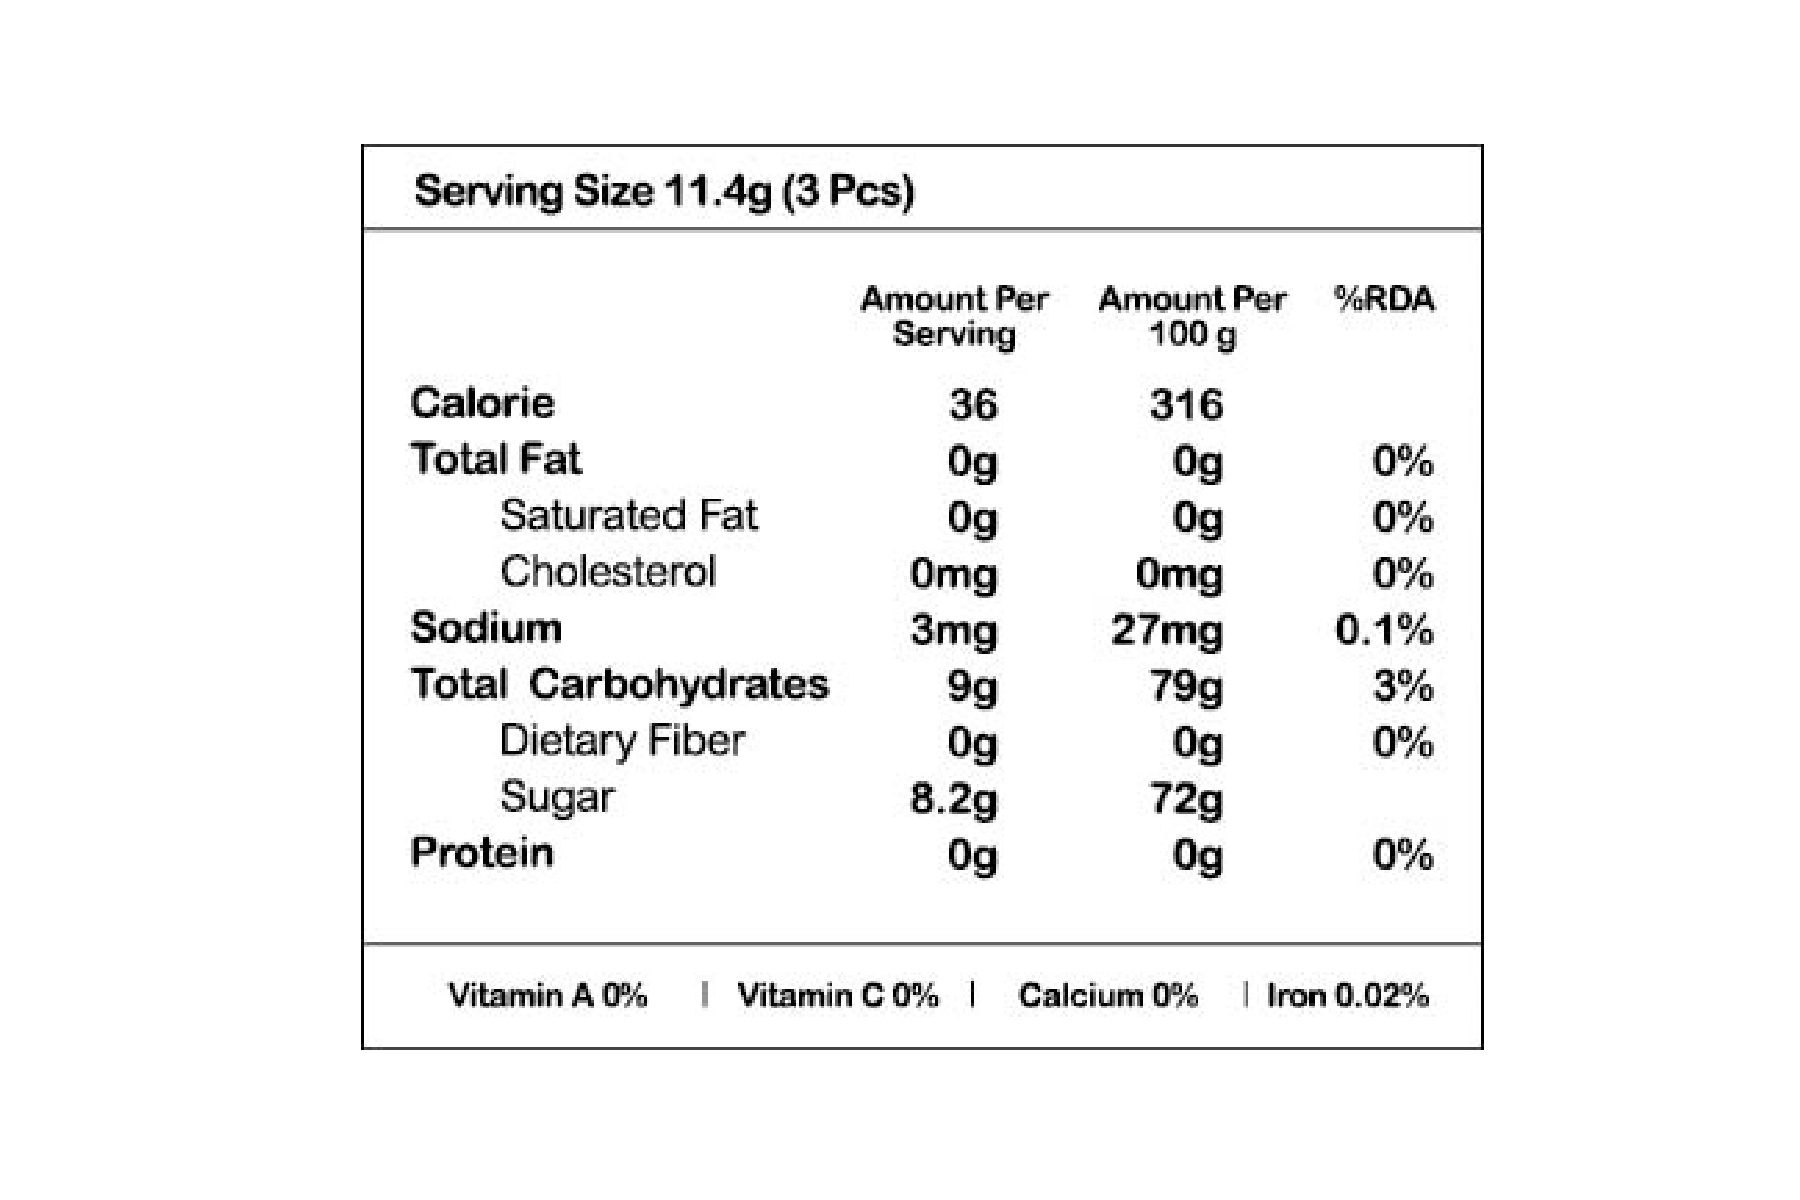 Serving Size 11.4g (3 Pcs)
Amount Per Serving Amount Per 100 g %RDA
Calorie 36 316
Total Fat 0g 0g 0%
Saturated Fat 0g 0g 0%
Cholesterol 0mg 0mg 0%
Sodium 3mg 27mg 0.1%
Total Carbohydrates 9g 79g 3%
Dietary Fiber 0g 0g 0%
Sugar 8.2g 72g
Protein 0g 0g 0%
Vitamin A 0% | Vitamin C 0% | Calcium 0% | Iron 0.02%